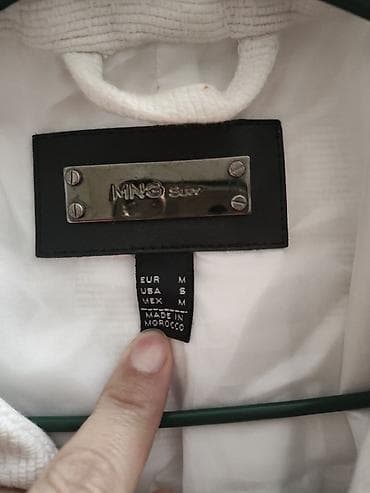 MNG SUIT
EUR M
USA S
MEX M
MADE IN
MOROCCO